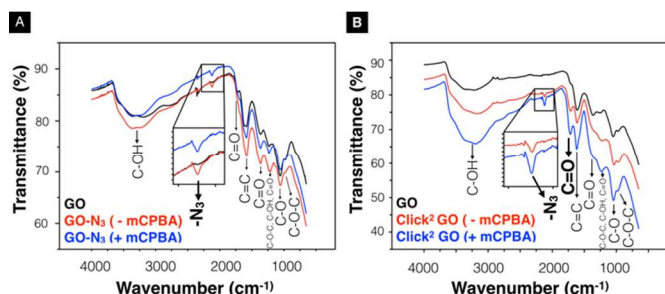 A
Transmittance (%)
90
80
70
60
C-OH
-N₃
C=O
C=C
C=O
C-O-C, C-OH, C=O
C-O
C-O-C
GO
GO-N₃ (- mCPBA)
GO-N₃ (+ mCPBA)
4000 3000 2000 1000
Wavenumber (cm⁻¹)
B
Transmittance (%)
90
80
70
60
50
40
C-OH
-N₃
C=O
C=C
C=O
C-O-C, C-OH, C=O
C-O
C-O-C
GO
Click² GO (- mCPBA)
Click² GO (+ mCPBA)
4000 3000 2000 1000
Wavenumber (cm⁻¹)